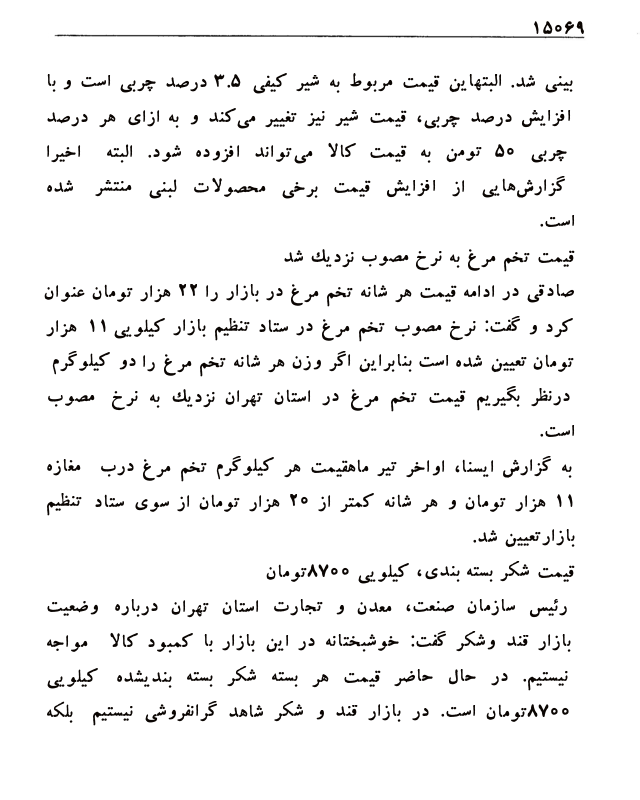 ۱۵۰۶۹
بینی شد. البتهاین قیمت مربوط به شیر کیفی ۳.۵ درصد چربی است و با
افزایش درصد چربی، قیمت شیر نیز تغییر می‌کند و به ازای هر درصد
چربی ۵۰ تومن به قیمت کالا می‌تواند افزوده شود. البته اخیرا
گزارش‌هایی از افزایش قیمت برخی محصولات لبنی منتشر شده
است.
قیمت تخم مرغ به نرخ مصوب نزدیك شد
صادقی در ادامه قیمت هر شانه تخم مرغ در بازار را ۲۲ هزار تومان عنوان
کرد و گفت: نرخ مصوب تخم مرغ در ستاد تنظیم بازار کیلویی ۱۱ هزار
تومان تعیین شده است بنابراین اگر وزن هر شانه تخم مرغ را دو کیلوگرم
درنظر بگیریم قیمت تخم مرغ در استان تهران نزدیك به نرخ مصوب
است.
به گزارش ایسنا، اواخر تیر ماهقیمت هر کیلوگرم تخم مرغ درب مغازه
۱۱ هزار تومان و هر شانه کمتر از ۲۰ هزار تومان از سوی ستاد تنظیم
بازارتعیین شد.
قیمت شکر بسته بندی، کیلویی ۸۷۰۰تومان
رئیس سازمان صنعت، معدن و تجارت استان تهران درباره وضعیت
بازار قند وشکر گفت: خوشبختانه در این بازار با کمبود کالا مواجه
نیستیم. در حال حاضر قیمت هر بسته شکر بسته بندیشده کیلویی
۸۷۰۰تومان است. در بازار قند و شکر شاهد گرانفروشی نیستیم بلکه